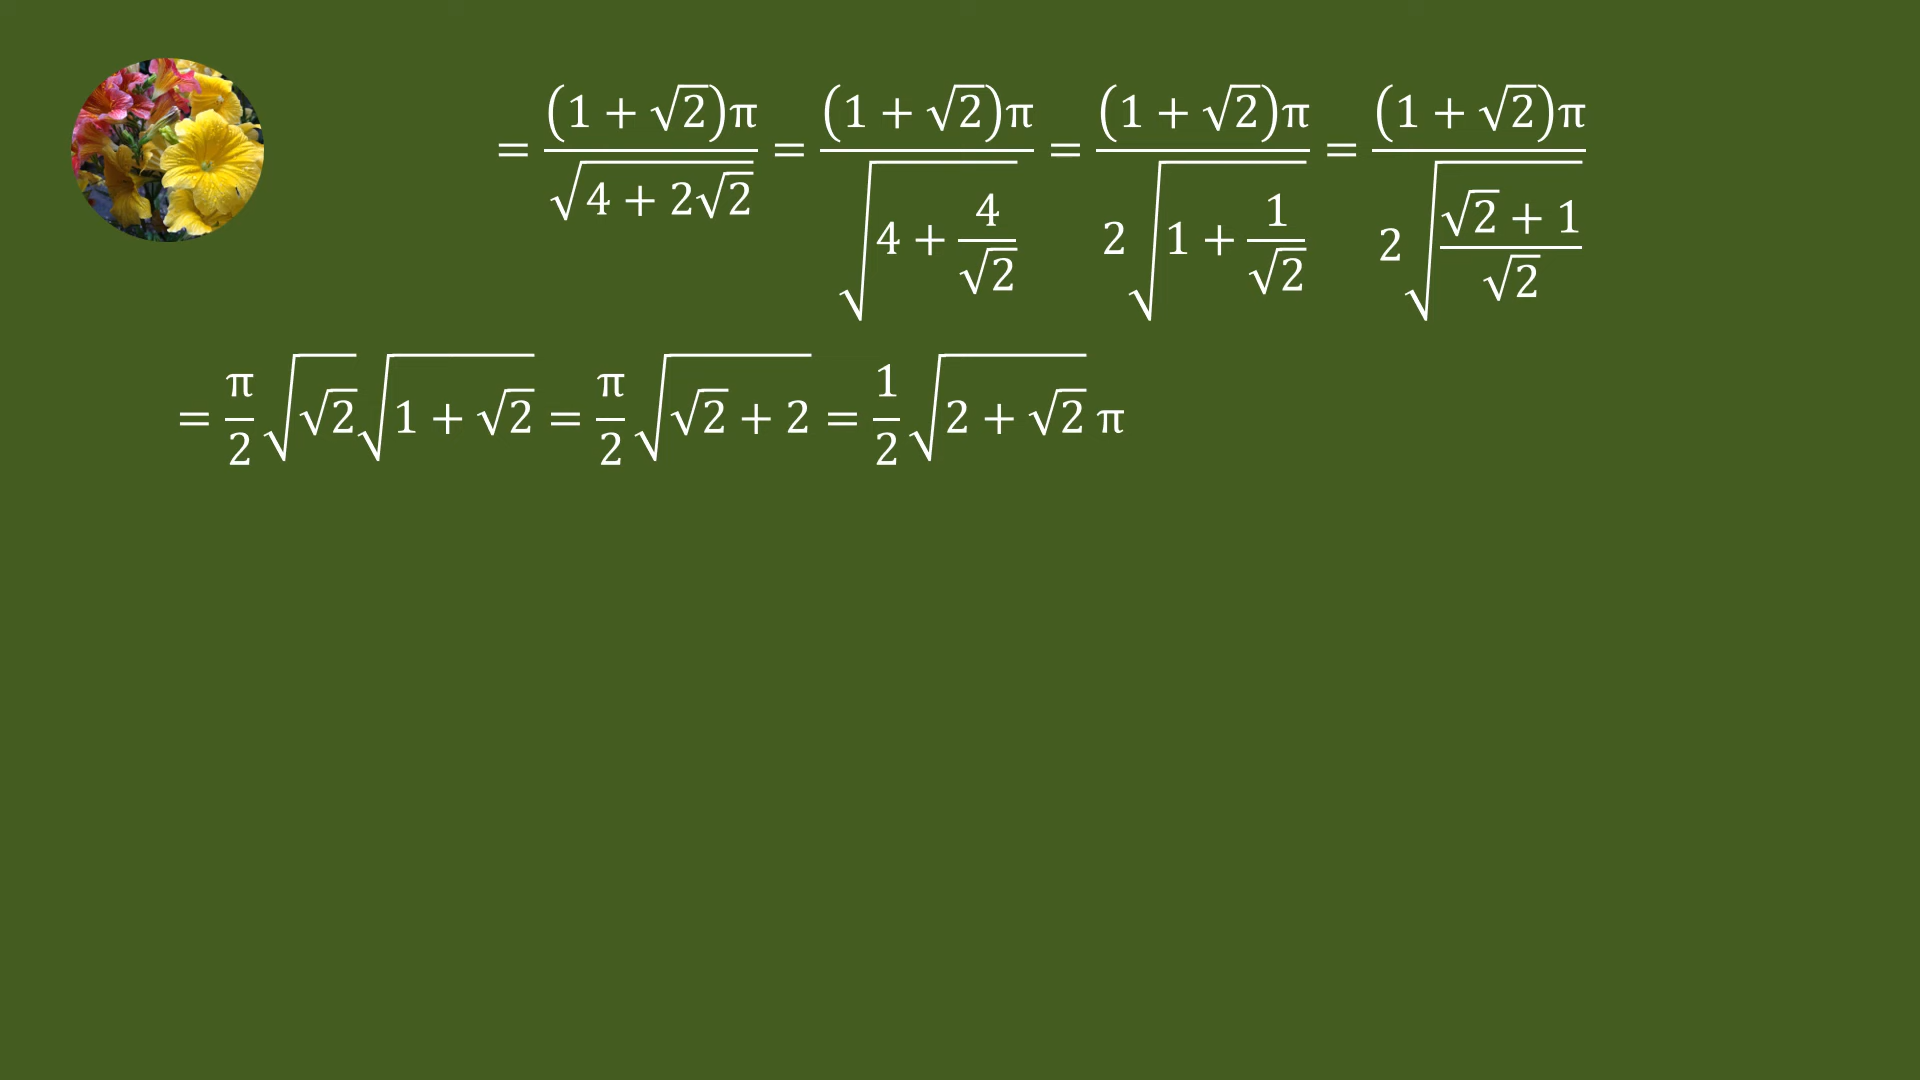 = (1 + √2)π / √(4 + 2√2) = (1 + √2)π / √(4 + 4/√2) = (1 + √2)π / 2√(1 + 1/√2) = (1 + √2)π / 2√((√2 + 1)/√2)
= π/2 √(√2) √(1 + √2) = π/2 √(√2 + 2) = 1/2 √(2 + √2) π